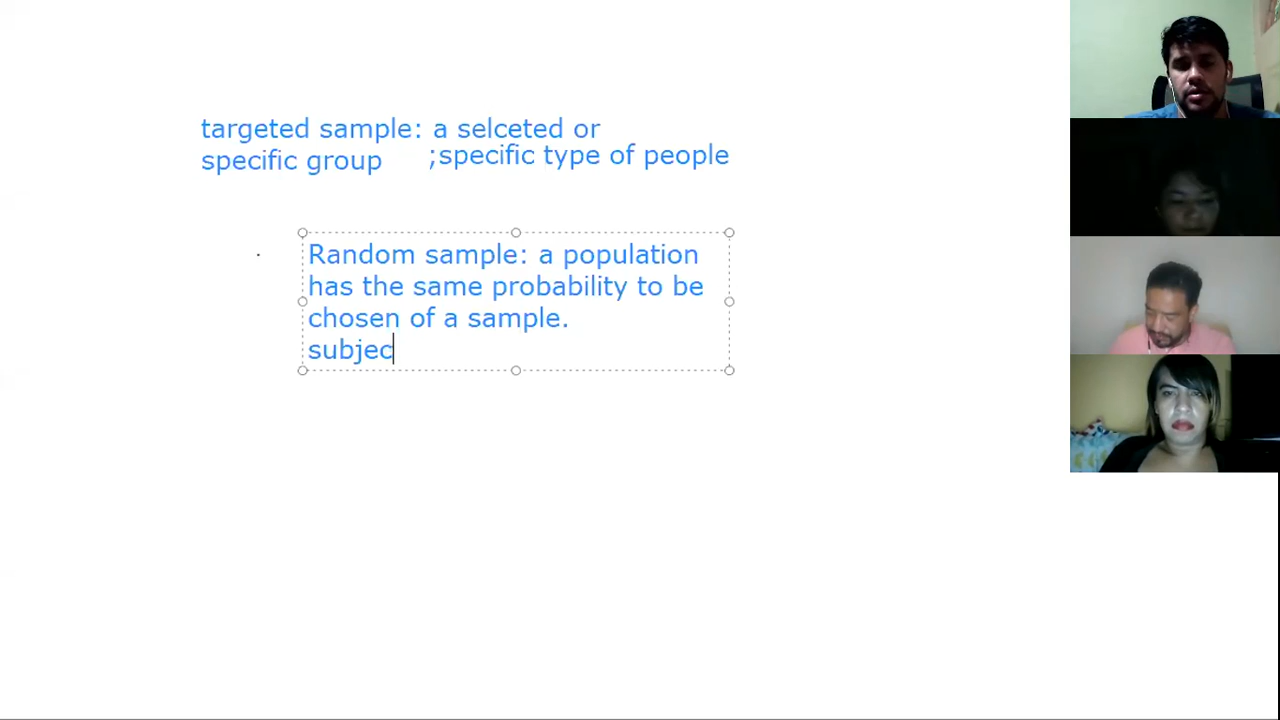 targeted sample: a selceted or
specific group
;specific type of people
Random sample: a population
has the same probability to be
chosen of a sample.
subjec